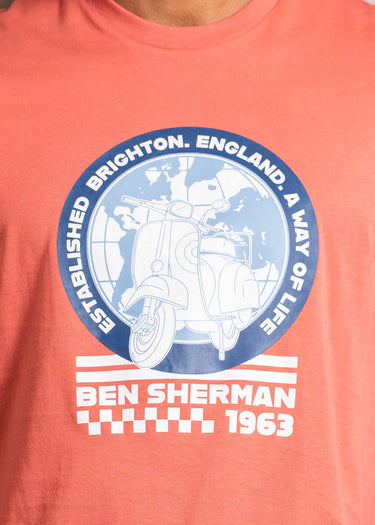 ESTABLISHED BRIGHTON. ENGLAND. A WAY OF LIFE
BEN SHERMAN
1963